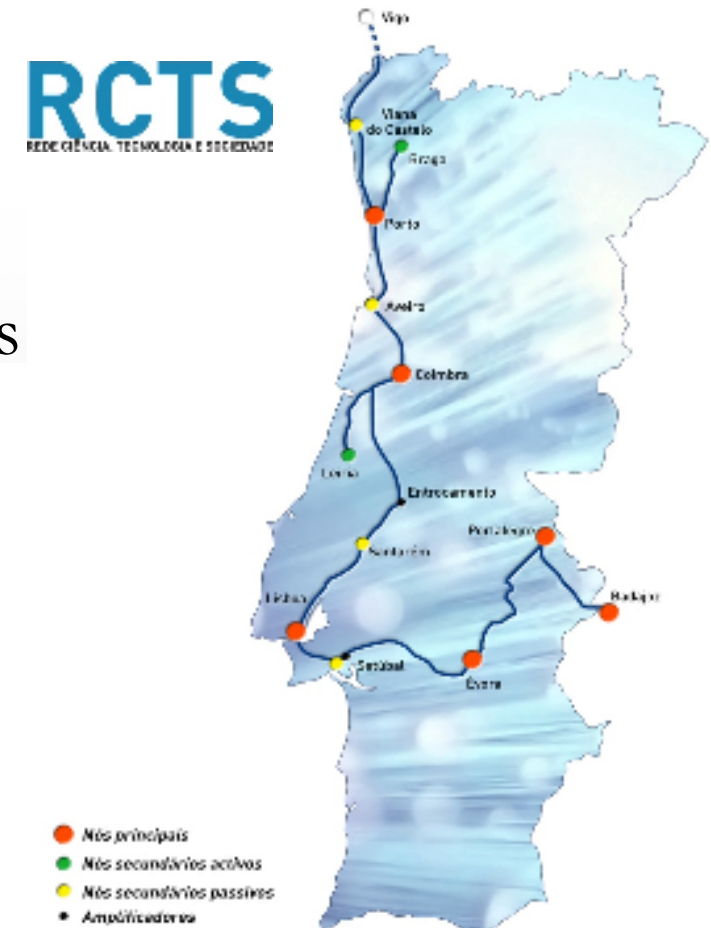 Vigo
RCTS
REDE CIÊNCIA, TECNOLOGIA E SOCIEDADE
Viana
do Castelo
Braga
Porto
S
Aveiro
Coimbra
Leiria
Entroncamento
Portalegre
Santarém
Lisboa
Badajoz
Setúbal
Évora
Nós principais
Nós secundários activos
Nós secundários passivos
Amplificadores